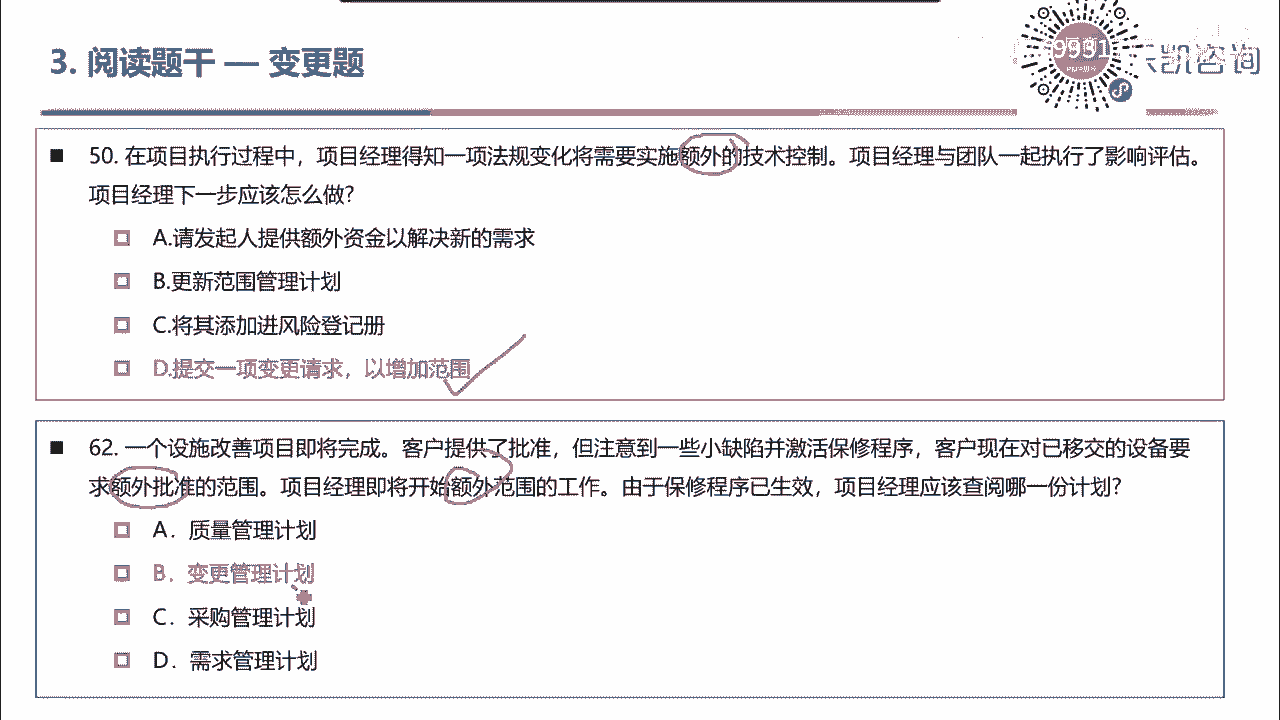 3. 阅读题干 — 变更题
咨询
50. 在项目执行过程中，项目经理得知一项法规变化将需要实施额外的技术控制。项目经理与团队一起执行了影响评估。
项目经理下一步应该怎么做?
A.请发起人提供额外资金以解决新的需求
B.更新范围管理计划
C.将其添加进风险登记册
D.提交一项变更请求，以增加范围
62. 一个设施改善项目即将完成。客户提供了批准，但注意到一些小缺陷并激活保修程序，客户现在对已移交的设备要
求额外批准的范围。项目经理即将开始额外范围的工作。由于保修程序已生效，项目经理应该查阅哪一份计划?
A．质量管理计划
B．变更管理计划
C．采购管理计划
D．需求管理计划